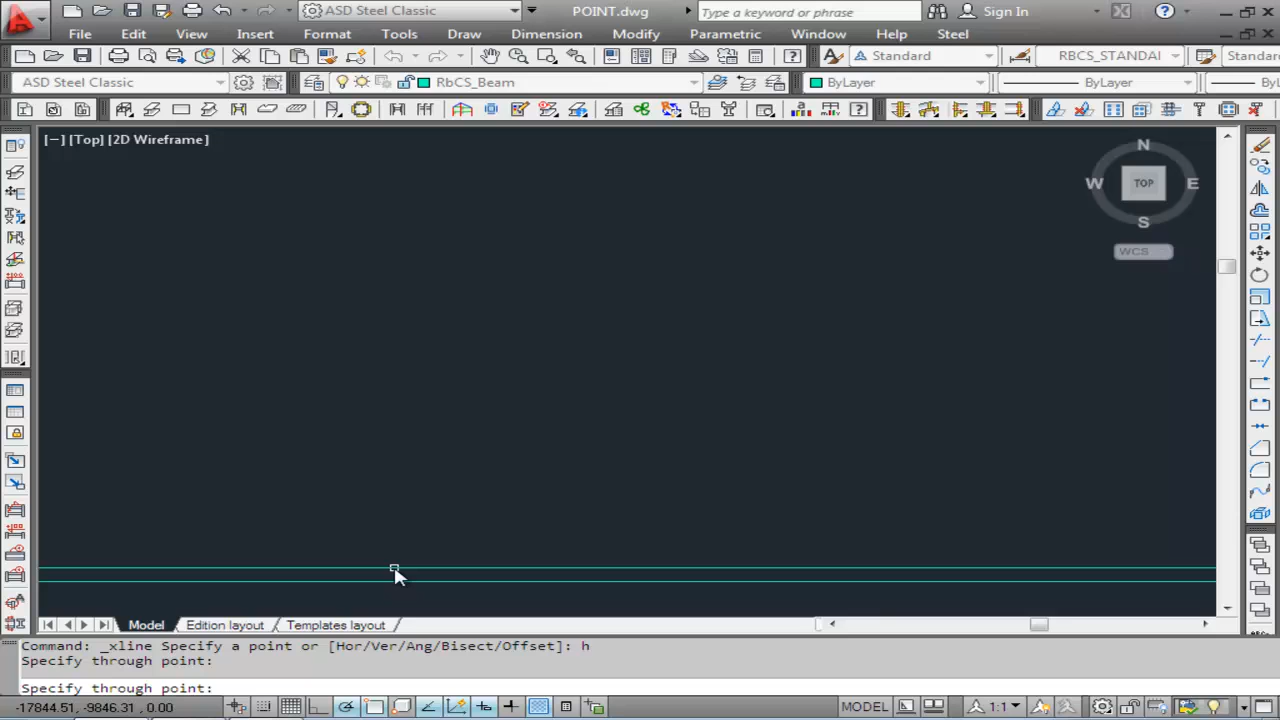 ASD Steel Classic
POINT.dwg
Type a keyword or phrase
Sign In
File Edit View Insert Format Tools Draw Dimension Modify Parametric Window Help Steel
Standard
RBCS_STANDAI
Standar
ASD Steel Classic
RbCS_Beam
ByLayer
ByLayer
[−] [Top] [2D Wireframe]
N
W TOP E
S
WCS
Model Edition layout Templates layout
Command: _xline Specify a point or [Hor/Ver/Ang/Bisect/Offset]: h
Specify through point:
Specify through point:
-17844.51, -9846.31 , 0.00
MODEL
1:1